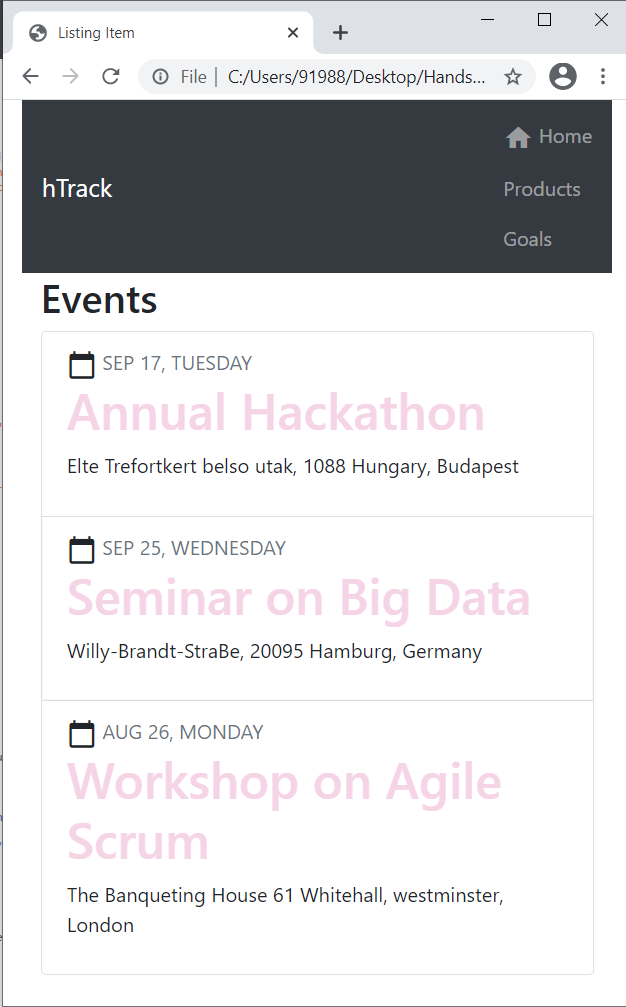 Listing Item
File | C:/Users/91988/Desktop/Hands...
Home
hTrack
Products
Goals
Events
SEP 17, TUESDAY
Annual Hackathon
Elte Trefortkert belso utak, 1088 Hungary, Budapest
SEP 25, WEDNESDAY
Seminar on Big Data
Willy-Brandt-StraBe, 20095 Hamburg, Germany
AUG 26, MONDAY
Workshop on Agile
Scrum
The Banqueting House 61 Whitehall, westminster,
London